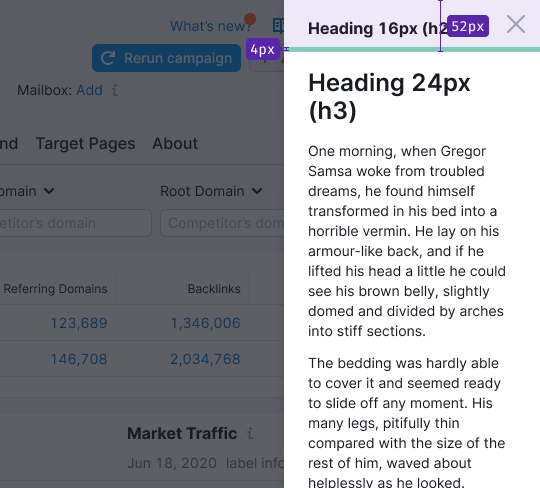 What's new?
Rerun campaign
Mailbox: Add i
nd Target Pages About
omain Root Domain
etitor's domain Competitor's domain
Referring Domains Backlinks
123,689 1,346,006
146,708 2,034,768
Market Traffic i
Jun 18, 2020 label info
Heading 16px (h2
52px
4px
Heading 24px
(h3)
One morning, when Gregor
Samsa woke from troubled
dreams, he found himself
transformed in his bed into a
horrible vermin. He lay on his
armour-like back, and if he
lifted his head a little he could
see his brown belly, slightly
domed and divided by arches
into stiff sections.
The bedding was hardly able
to cover it and seemed ready
to slide off any moment. His
many legs, pitifully thin
compared with the size of the
rest of him, waved about
helplessly as he looked.